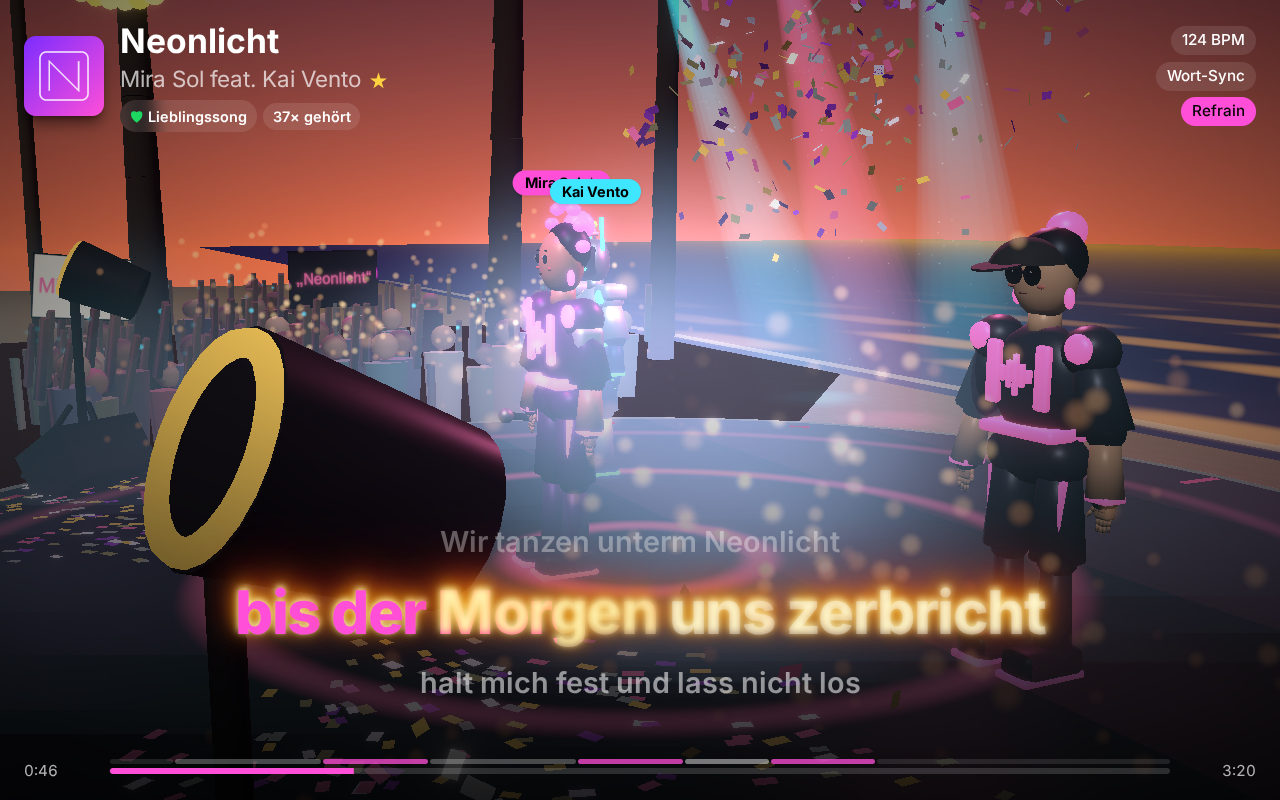 N
Neonlicht
Mira Sol feat. Kai Vento
Lieblingssong
37× gehört
124 BPM
Wort-Sync
Refrain
Kai Vento
„Neonlicht“
Wir tanzen unterm Neonlicht
bis der Morgen uns zerbricht
halt mich fest und lass nicht los
0:46
3:20